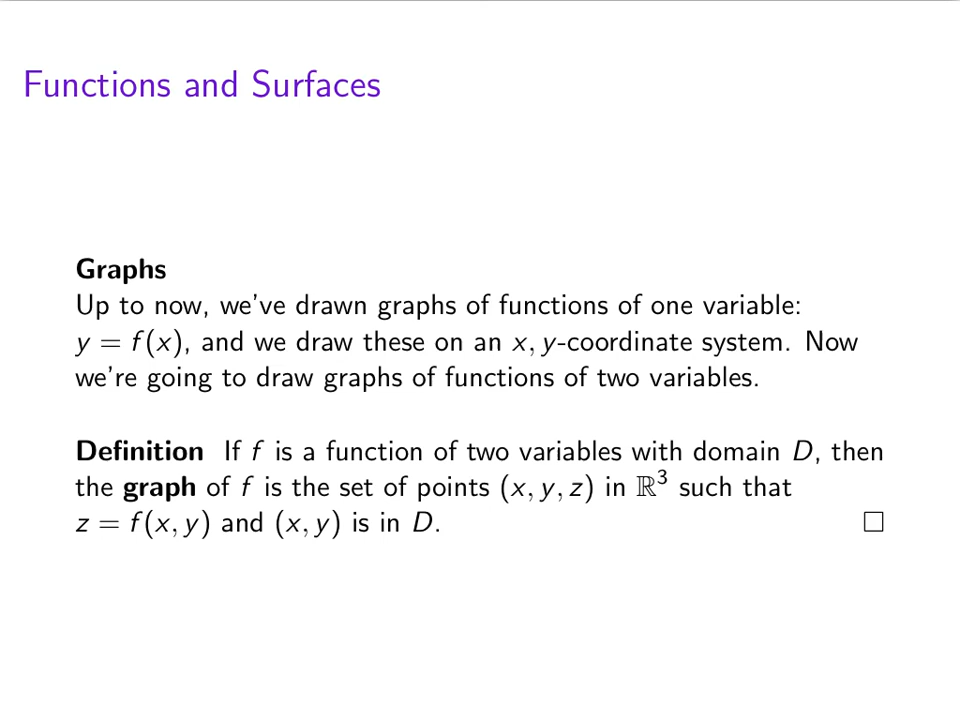 Functions and Surfaces
Graphs
Up to now, we've drawn graphs of functions of one variable:
y = f(x), and we draw these on an x, y-coordinate system. Now
we're going to draw graphs of functions of two variables.
Definition If f is a function of two variables with domain D, then
the graph of f is the set of points (x, y, z) in ℝ³ such that
z = f(x, y) and (x, y) is in D. □